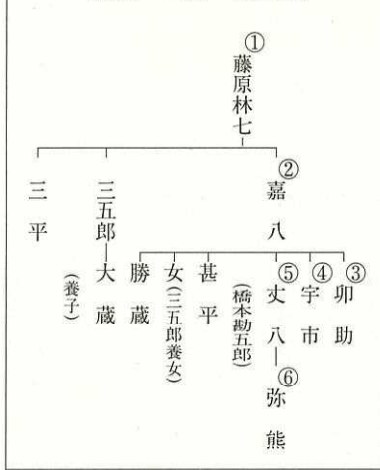 ①藤原林七
②嘉八
三五郎―大蔵
(養子)
三平
③卯助
④宇市
⑤丈八―⑥弥熊
(橋本勘五郎)
甚平
女(三五郎養女)
勝蔵